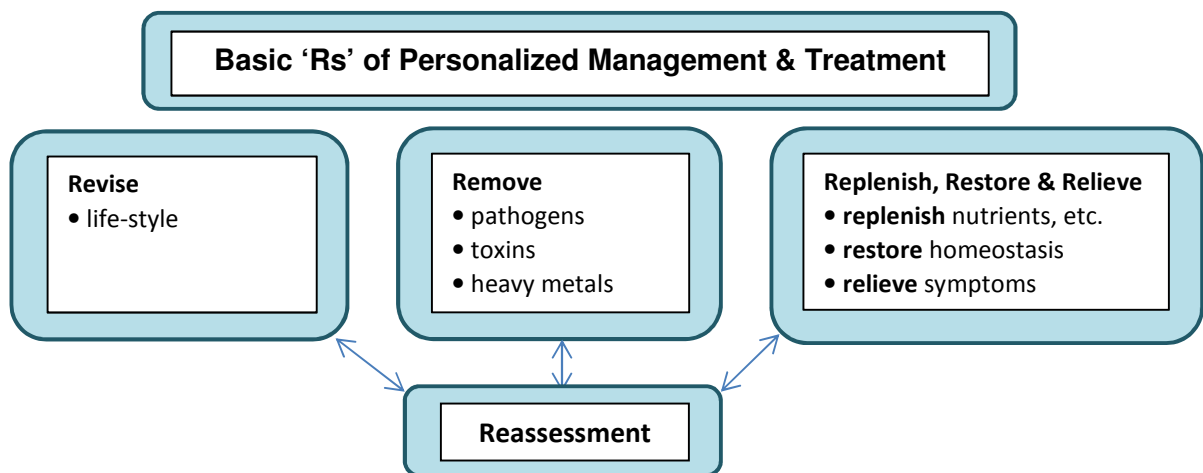 Basic ‘Rs’ of Personalized Management & Treatment
Revise
• life-style
Remove
• pathogens
• toxins
• heavy metals
Replenish, Restore & Relieve
• replenish nutrients, etc.
• restore homeostasis
• relieve symptoms
Reassessment